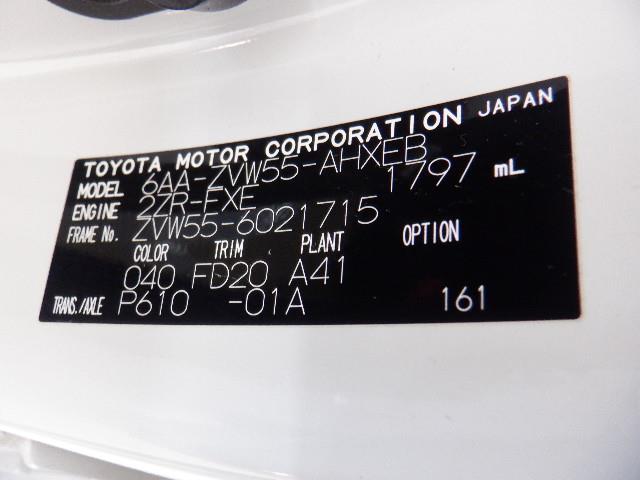 TOYOTA MOTOR CORPORATION JAPAN
MODEL 6AA-ZVW55-AHXEB
ENGINE 2ZR-FXE 1797 mL
FRAME No. ZVW55-6021715
COLOR TRIM PLANT OPTION
040 FD20 A41
TRANS./AXLE P610 -01A 161